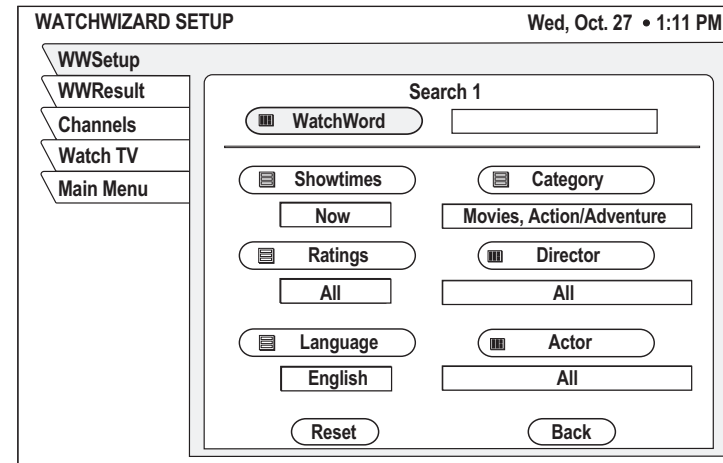 WATCHWIZARD SETUP
Wed, Oct. 27 • 1:11 PM
WWSetup
WWResult
Channels
Watch TV
Main Menu
Search 1
WatchWord
Showtimes
Category
Now
Movies, Action/Adventure
Ratings
Director
All
All
Language
Actor
English
All
Reset
Back